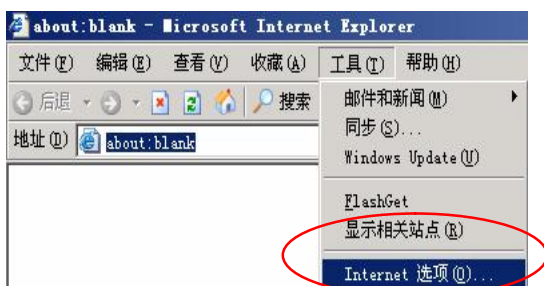 about:blank - Microsoft Internet Explorer
文件(F) 编辑(E) 查看(V) 收藏(A) 工具(T) 帮助(H)
后退 搜索
地址(D) about:blank
邮件和新闻(M)
同步(S)...
Windows Update(U)
FlashGet
显示相关站点(R)
Internet 选项(O)...